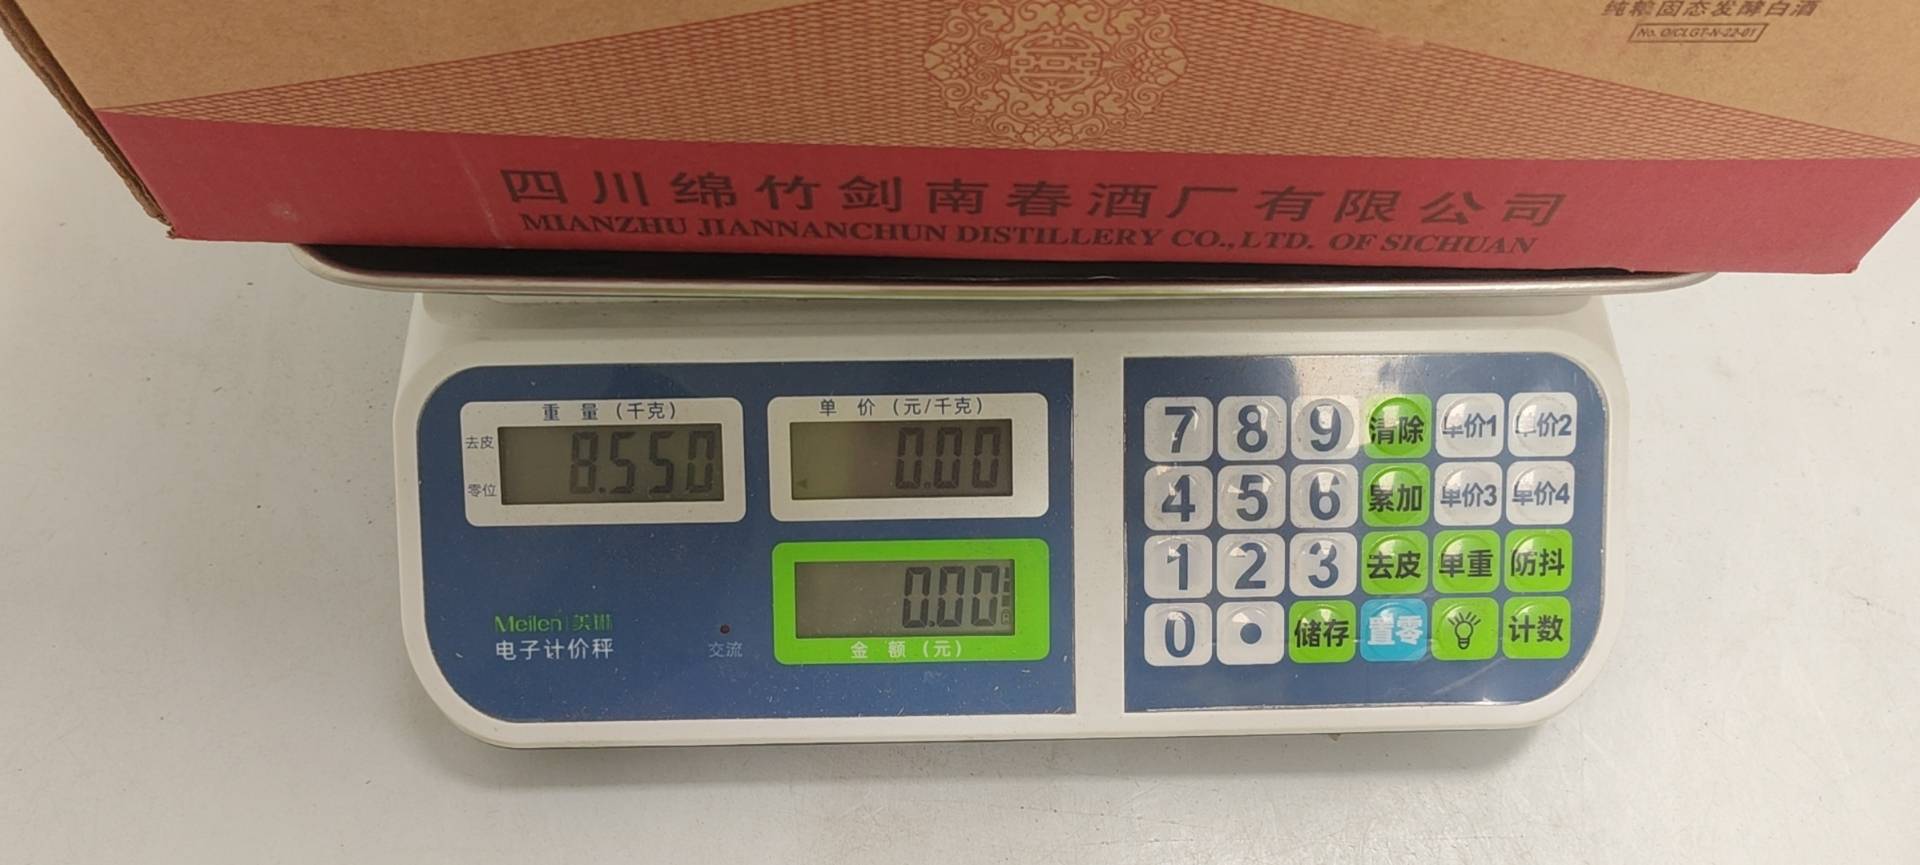 纯粮固态发酵白酒
No. O/CLGT-N-22-01
四川绵竹剑南春酒厂有限公司
MIANZHU JIANNANCHUN DISTILLERY CO.,LTD. OF SICHUAN
重 量 (千克)
去皮
8.550
零位
单 价 (元/千克)
0.00
0.00
金 额 (元)
Meilen 美琳
电子计价秤
交流
7 8 9 清除 单价1 单价2
4 5 6 累加 单价3 单价4
1 2 3 去皮 单重 防抖
0 • 储存 置零 计数